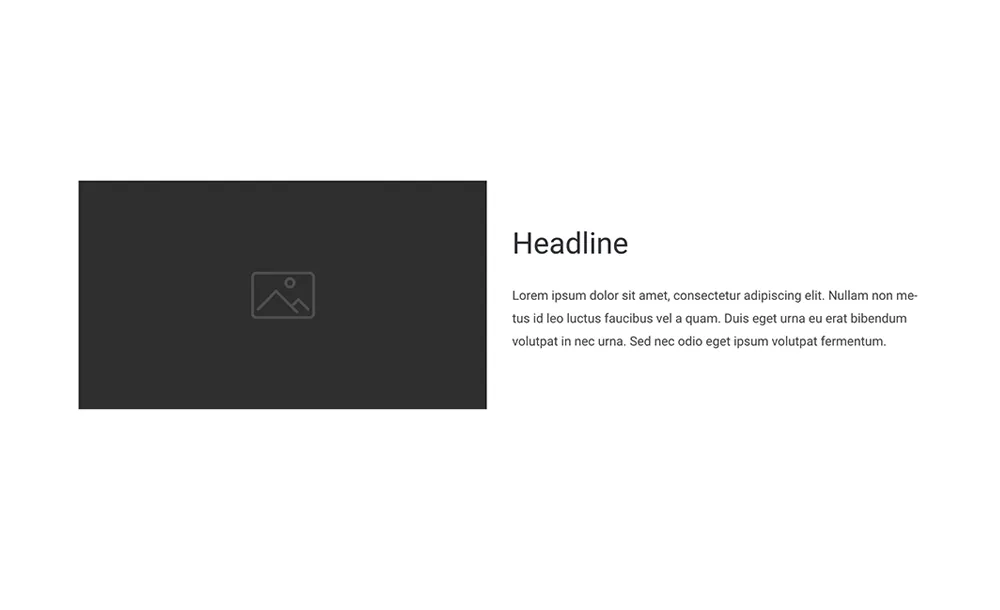 Headline
Lorem ipsum dolor sit amet, consectetur adipiscing elit. Nullam non me-
tus id leo luctus faucibus vel a quam. Duis eget urna eu erat bibendum
volutpat in nec urna. Sed nec odio eget ipsum volutpat fermentum.